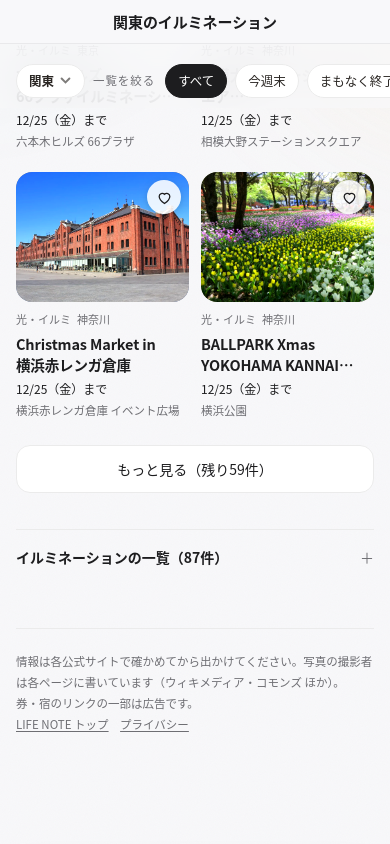 関東のイルミネーション
関東
一覧を絞る
すべて
今週末
まもなく終了
12/25（金）まで
六本木ヒルズ 66プラザ
12/25（金）まで
相模大野ステーションスクエア
光・イルミ 神奈川
Christmas Market in
横浜赤レンガ倉庫
12/25（金）まで
横浜赤レンガ倉庫 イベント広場
光・イルミ 神奈川
BALLPARK Xmas
YOKOHAMA KANNAI…
12/25（金）まで
横浜公園
もっと見る（残り59件）
イルミネーションの一覧（87件）
情報は各公式サイトで確かめてから出かけてください。写真の撮影者
は各ページに書いています（ウィキメディア・コモンズ ほか）。
券・宿のリンクの一部は広告です。
LIFE NOTE トップ プライバシー